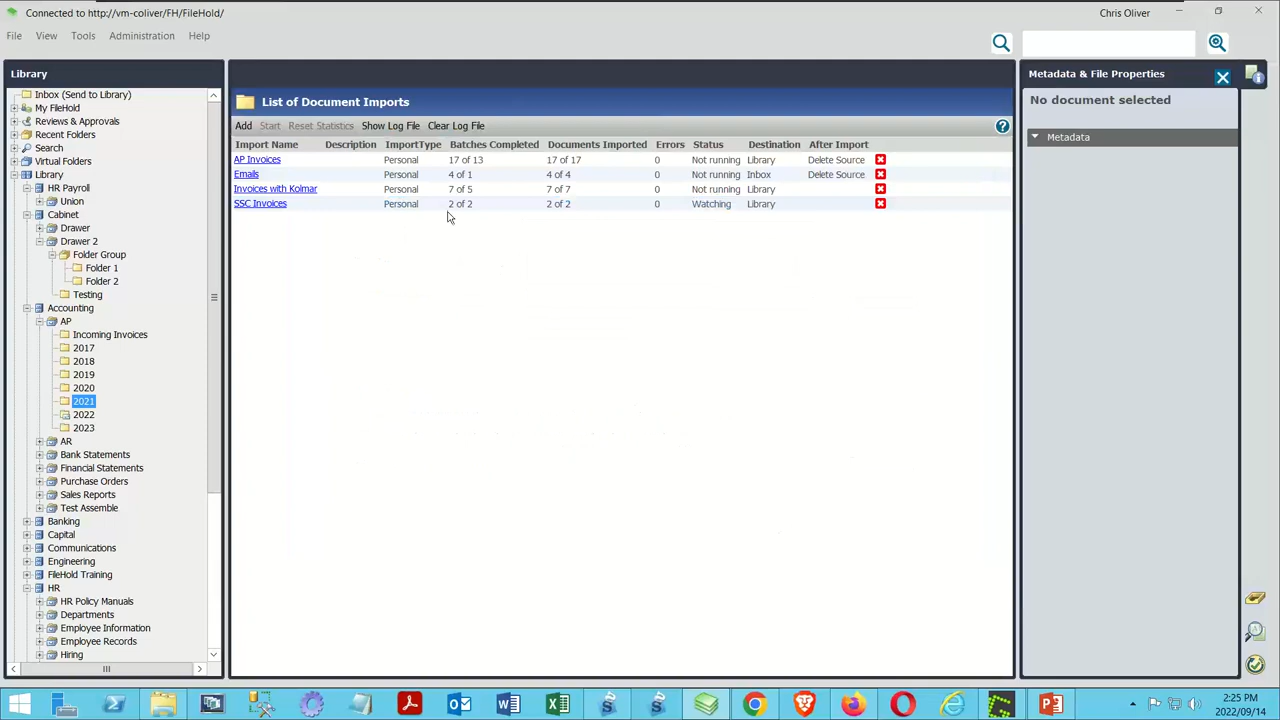 Connected to http://vm-coliver/FH/FileHold/
Chris Oliver
File View Tools Administration Help
Library
Inbox (Send to Library)
My FileHold
Reviews & Approvals
Recent Folders
Search
Virtual Folders
Library
HR Payroll
Union
Cabinet
Drawer
Drawer 2
Folder Group
Folder 1
Folder 2
Testing
Accounting
AP
Incoming Invoices
2017
2018
2019
2020
2021
2022
2023
AR
Bank Statements
Financial Statements
Purchase Orders
Sales Reports
Test Assemble
Banking
Capital
Communications
Engineering
FileHold Training
HR
HR Policy Manuals
Departments
Employee Information
Employee Records
Hiring
List of Document Imports
Add Start Reset Statistics Show Log File Clear Log File
Import Name Description ImportType Batches Completed Documents Imported Errors Status Destination After Import
AP Invoices Personal 17 of 13 17 of 17 0 Not running Library Delete Source
Emails Personal 4 of 1 4 of 4 0 Not running Inbox Delete Source
Invoices with Kolmar Personal 7 of 5 7 of 7 0 Not running Library
SSC Invoices Personal 2 of 2 2 of 2 0 Watching Library
Metadata & File Properties
No document selected
Metadata
2:25 PM
2022/09/14